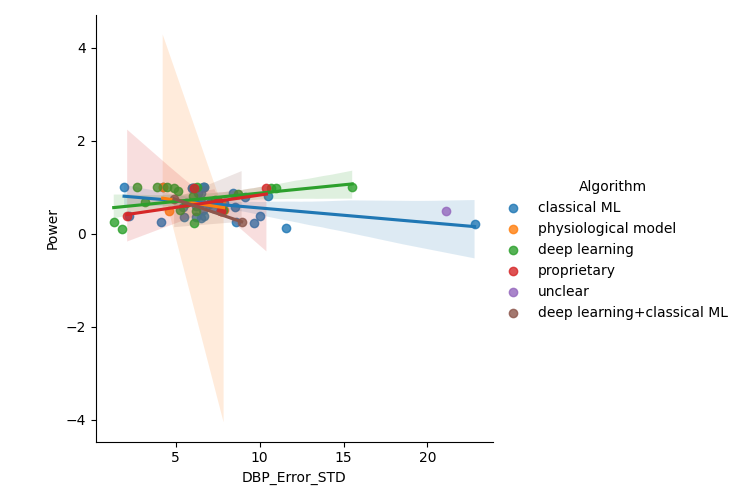 4
2
0
−2
−4
Power
5
10
15
20
DBP_Error_STD
Algorithm
classical ML
physiological model
deep learning
proprietary
unclear
deep learning+classical ML